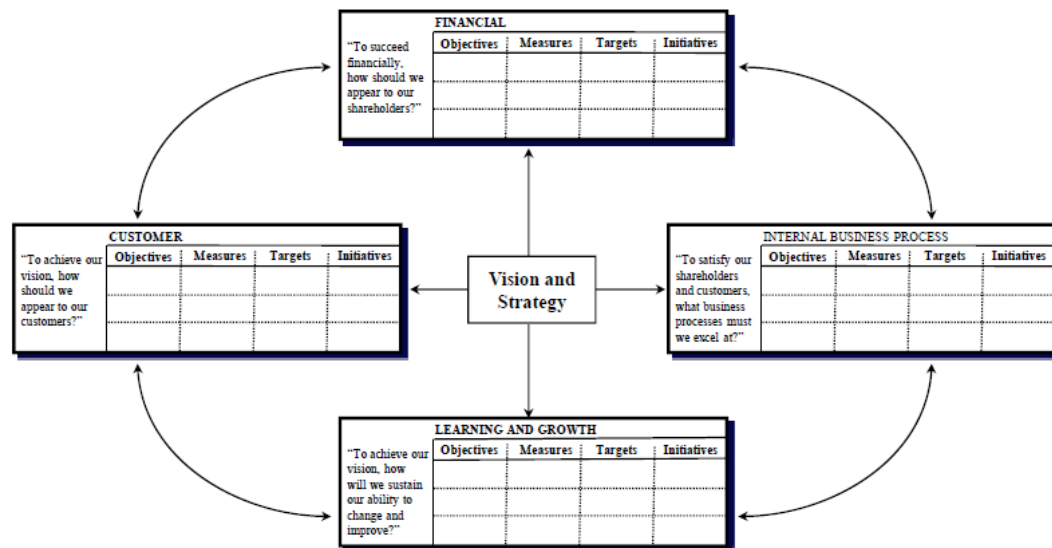 FINANCIAL
Objectives Measures Targets Initiatives
“To succeed
financially,
how should we
appear to our
shareholders?”
CUSTOMER
Objectives Measures Targets Initiatives
“To achieve our
vision, how
should we
appear to our
customers?”
Vision and
Strategy
INTERNAL BUSINESS PROCESS
Objectives Measures Targets Initiatives
“To satisfy our
shareholders
and customers,
what business
processes must
we excel at?”
LEARNING AND GROWTH
Objectives Measures Targets Initiatives
“To achieve our
vision, how
will we sustain
our ability to
change and
improve?”